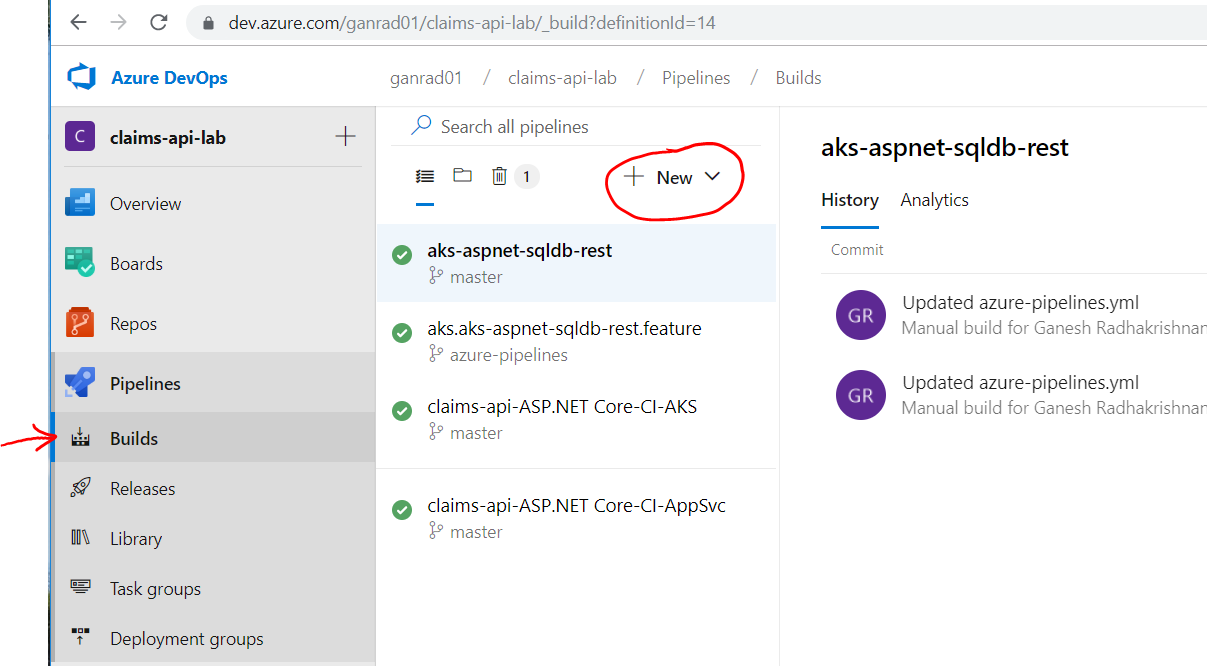 dev.azure.com/ganrad01/claims-api-lab/_build?definitionId=14
Azure DevOps
ganrad01 / claims-api-lab / Pipelines / Builds
C claims-api-lab
Overview
Boards
Repos
Pipelines
Builds
Releases
Library
Task groups
Deployment groups
Search all pipelines
1
New
aks-aspnet-sqldb-rest
master
aks.aks-aspnet-sqldb-rest.feature
azure-pipelines
claims-api-ASP.NET Core-CI-AKS
master
claims-api-ASP.NET Core-CI-AppSvc
master
aks-aspnet-sqldb-rest
History Analytics
Commit
GR Updated azure-pipelines.yml
Manual build for Ganesh Radhakrishnan
GR Updated azure-pipelines.yml
Manual build for Ganesh Radhakrishnan